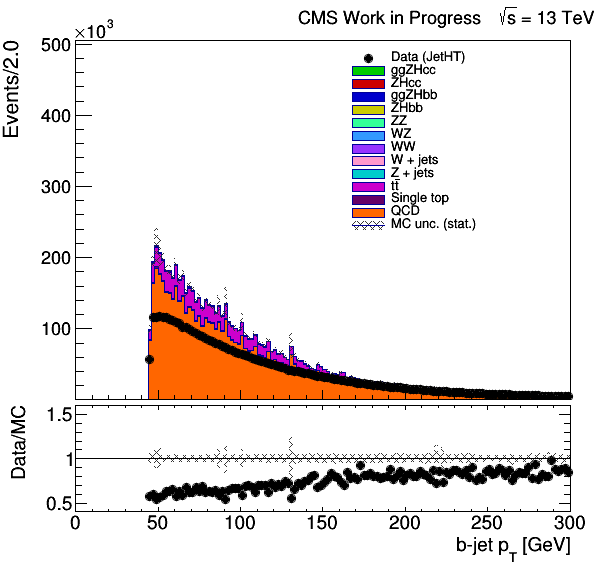 CMS Work in Progress √s = 13 TeV
×10³
Events/2.0
500
400
300
200
100
Data (JetHT)
ggZHcc
ZHcc
ggZHbb
ZHbb
ZZ
WZ
WW
W + jets
Z + jets
tt̄
Single top
QCD
MC unc. (stat.)
Data/MC
1.5
1
0.5
0 50 100 150 200 250 300
b-jet p_T [GeV]